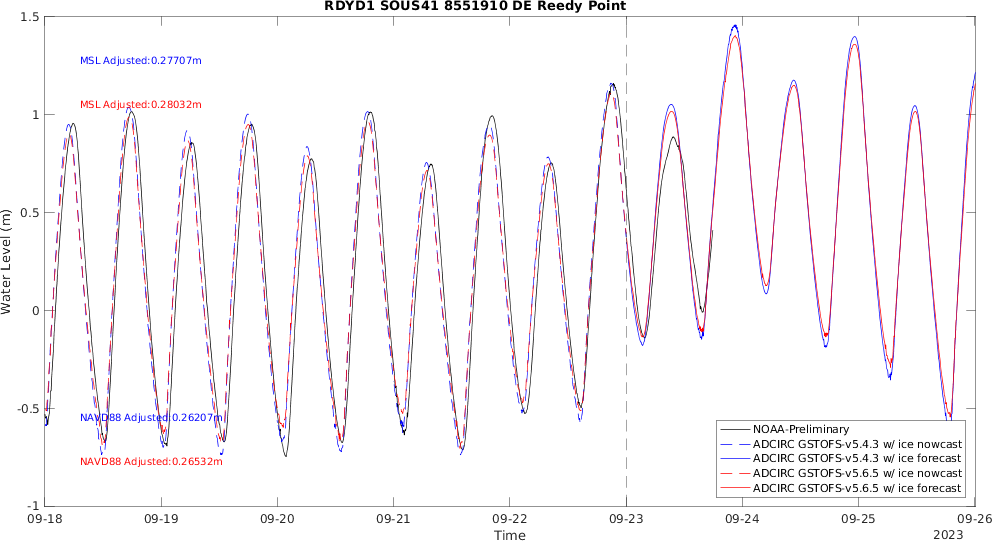 RDYD1 SOUS41 8551910 DE Reedy Point
1.5
1
0.5
0
-0.5
-1
Water Level (m)
MSL Adjusted:0.27707m
MSL Adjusted:0.28032m
NAVD88 Adjusted:0.26207m
NAVD88 Adjusted:0.26532m
NOAA-Preliminary
ADCIRC GSTOFS-v5.4.3 w/ ice nowcast
ADCIRC GSTOFS-v5.4.3 w/ ice forecast
ADCIRC GSTOFS-v5.6.5 w/ ice nowcast
ADCIRC GSTOFS-v5.6.5 w/ ice forecast
09-18 09-19 09-20 09-21 09-22 09-23 09-24 09-25 09-26
Time
2023